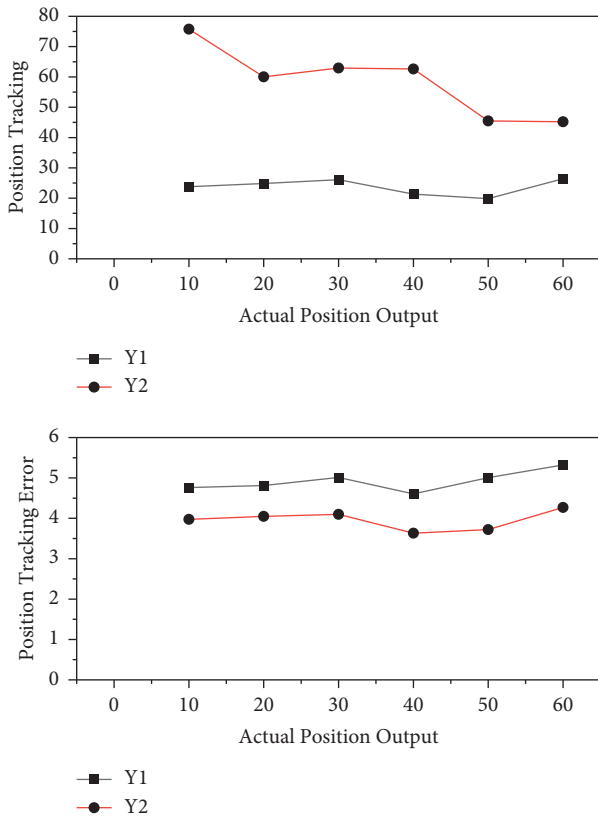 80
70
60
50
40
30
20
10
0
Position Tracking
0 10 20 30 40 50 60
Actual Position Output
Y1
Y2
6
5
4
3
2
1
0
Position Tracking Error
0 10 20 30 40 50 60
Actual Position Output
Y1
Y2